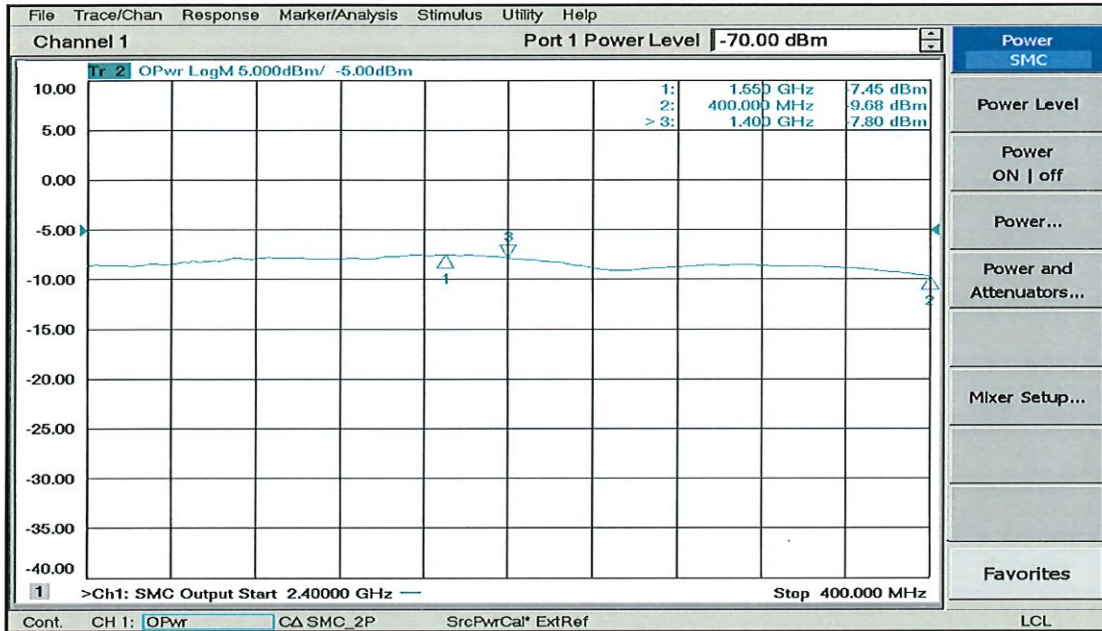 File Trace/Chan Response Marker/Analysis Stimulus Utility Help
Channel 1 Port 1 Power Level -70.00 dBm
Tr 2 OPwr LogM 5.000dBm/ -5.00dBm
10.00
5.00
0.00
-5.00
-10.00
-15.00
-20.00
-25.00
-30.00
-35.00
-40.00
1: 1.550 GHz -7.45 dBm
2: 400.000 MHz -9.68 dBm
> 3: 1.400 GHz -7.80 dBm
3
1
2
1 >Ch1: SMC Output Start 2.40000 GHz — Stop 400.000 MHz
Cont. CH 1: OPwr CΔ SMC_2P SrcPwrCal* ExtRef LCL
Power
SMC
Power Level
Power
ON | off
Power...
Power and
Attenuators...
Mixer Setup...
Favorites